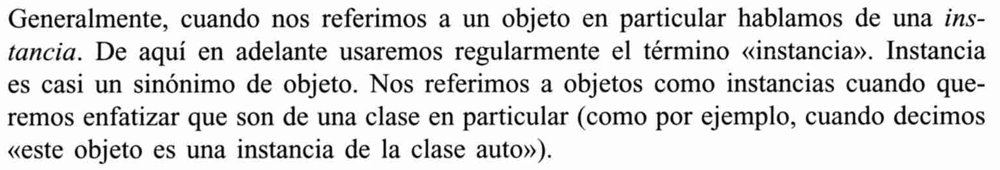 Generalmente, cuando nos referimos a un objeto en particular hablamos de una ins-
tancia. De aquí en adelante usaremos regularmente el término «instancia». Instancia
es casi un sinónimo de objeto. Nos referimos a objetos como instancias cuando que-
remos enfatizar que son de una clase en particular (como por ejemplo, cuando decimos
«este objeto es una instancia de la clase auto»).